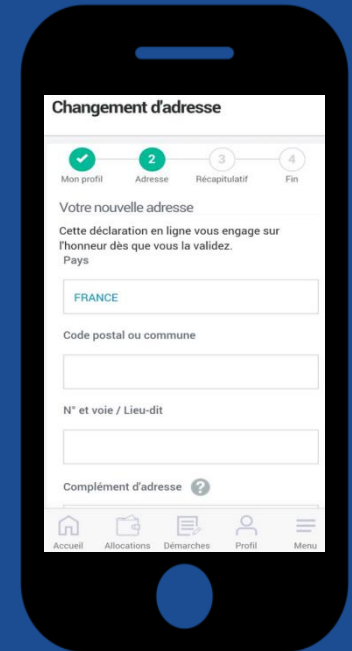 Changement d'adresse
2 3 4
Mon profil Adresse Récapitulatif Fin
Votre nouvelle adresse
Cette déclaration en ligne vous engage sur
l'honneur dès que vous la validez.
Pays
FRANCE
Code postal ou commune
N° et voie / Lieu-dit
Complément d'adresse ?
Accueil Allocations Démarches Profil Menu